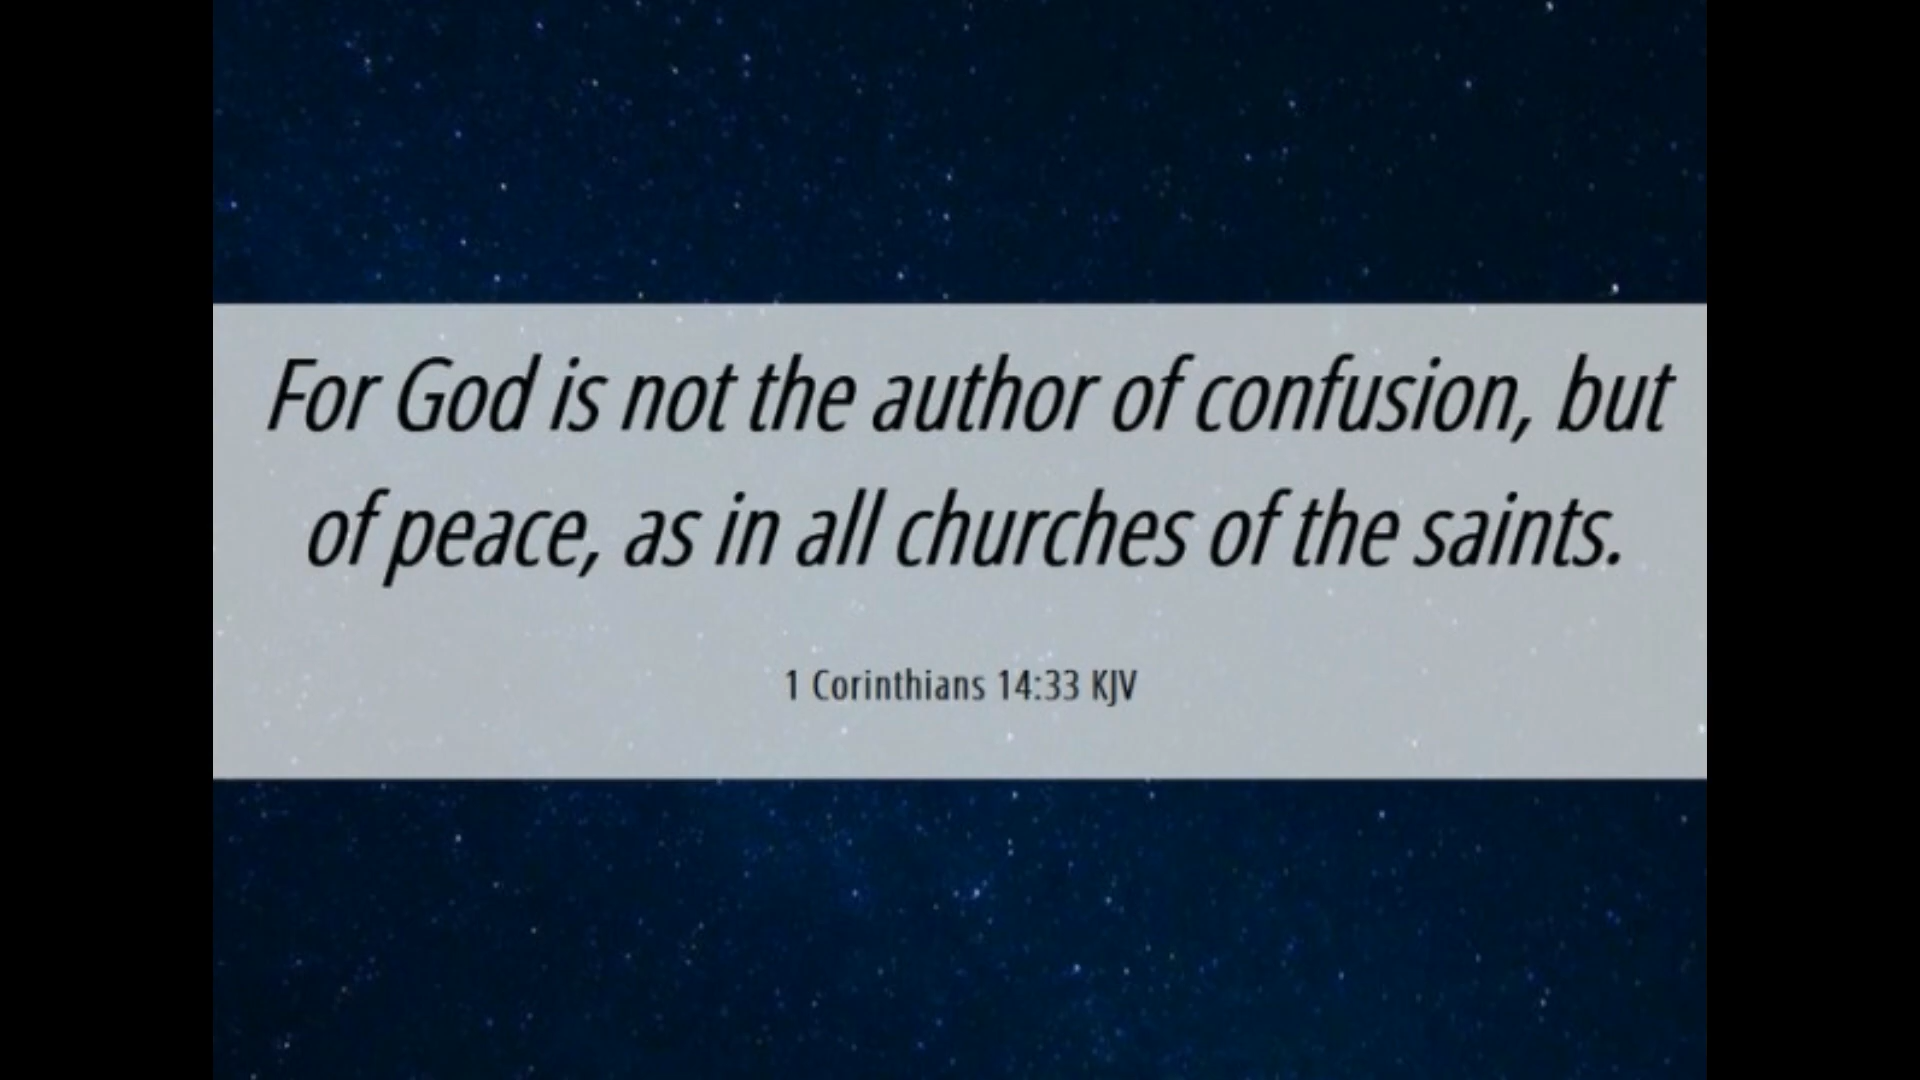 For God is not the author of confusion, but
of peace, as in all churches of the saints.
1 Corinthians 14:33 KJV